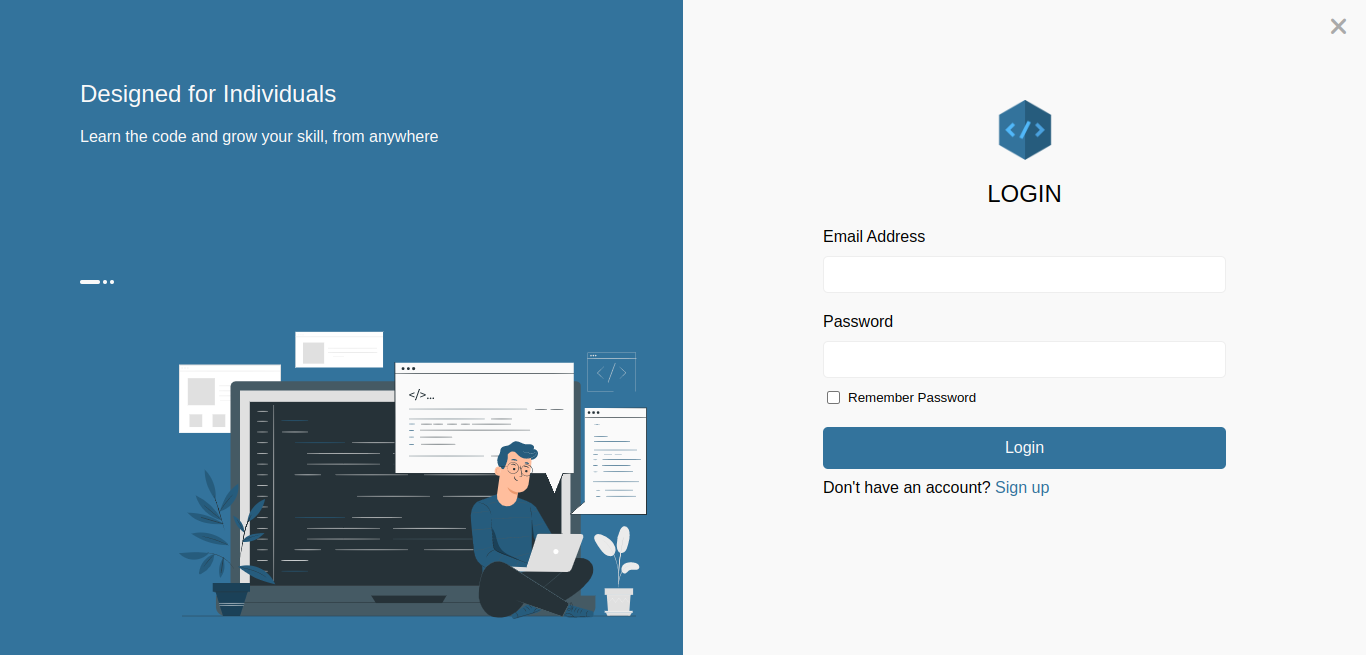 Designed for Individuals
Learn the code and grow your skill, from anywhere
</>...
</>
</>
LOGIN
Email Address
Password
Remember Password
Login
Don't have an account? Sign up